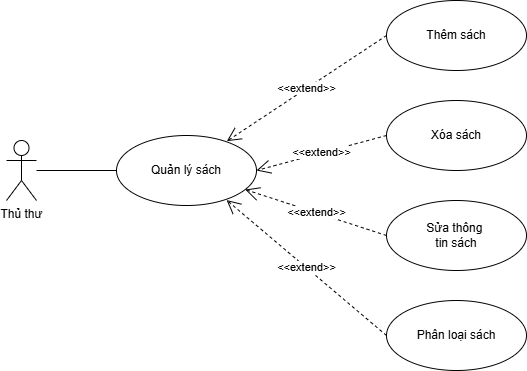 Thêm sách
<<extend>>
Xóa sách
<<extend>>
Quản lý sách
Thủ thư
<<extend>>
Sửa thông
tin sách
<<extend>>
Phân loại sách